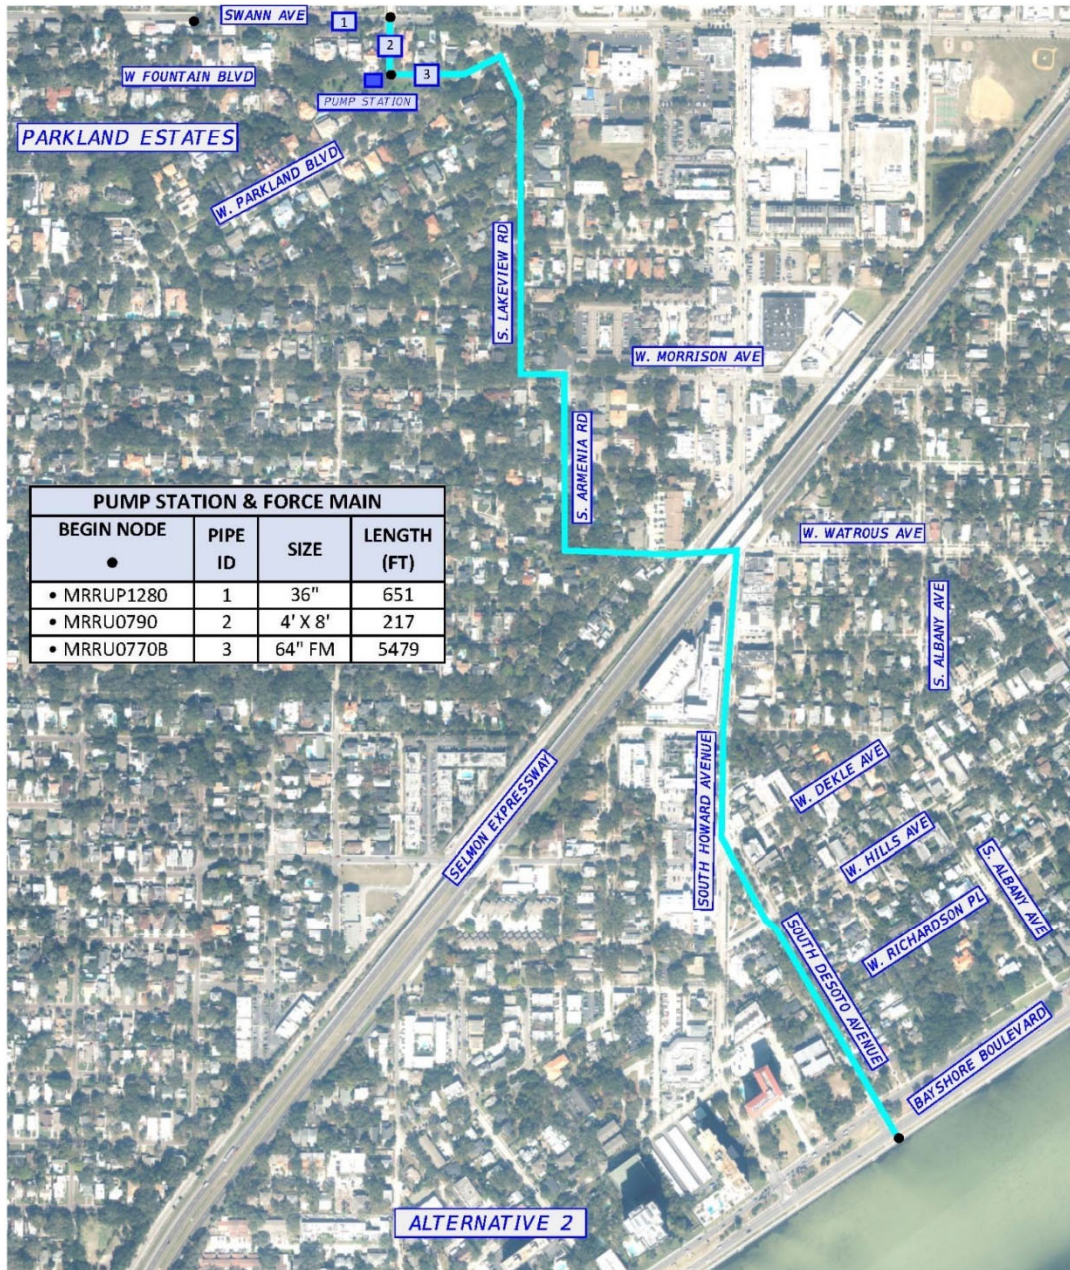 SWANN AVE
1
2
W FOUNTAIN BLVD
3
PUMP STATION
PARKLAND ESTATES
W. PARKLAND BLVD
S. LAKEVIEW RD
W. MORRISON AVE
S. ARMENIA RD
PUMP STATION & FORCE MAIN
BEGIN NODE PIPE ID SIZE LENGTH (FT)
• MRRUP1280 1 36" 651
• MRRU0790 2 4' X 8' 217
• MRRU0770B 3 64" FM 5479
W. WATROUS AVE
S. ALBANY AVE
SELMON EXPRESSWAY
SOUTH HOWARD AVENUE
W. DEKLE AVE
W. HILLS AVE
S. ALBANY AVE
W. RICHARDSON PL
SOUTH DESOTO AVENUE
BAYSHORE BOULEVARD
ALTERNATIVE 2